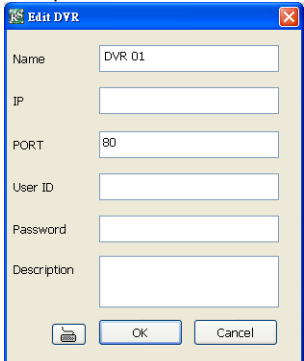 Edit DVR
Name DVR 01
IP
PORT 80
User ID
Password
Description
OK Cancel